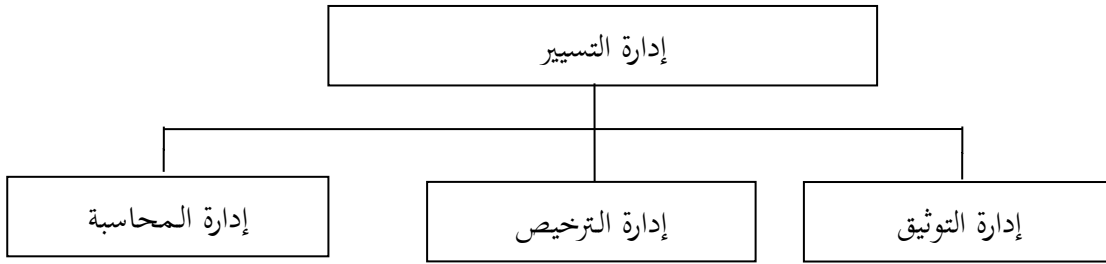 إدارة التسيير
إدارة التوثيق
إدارة الترخيص
إدارة المحاسبة